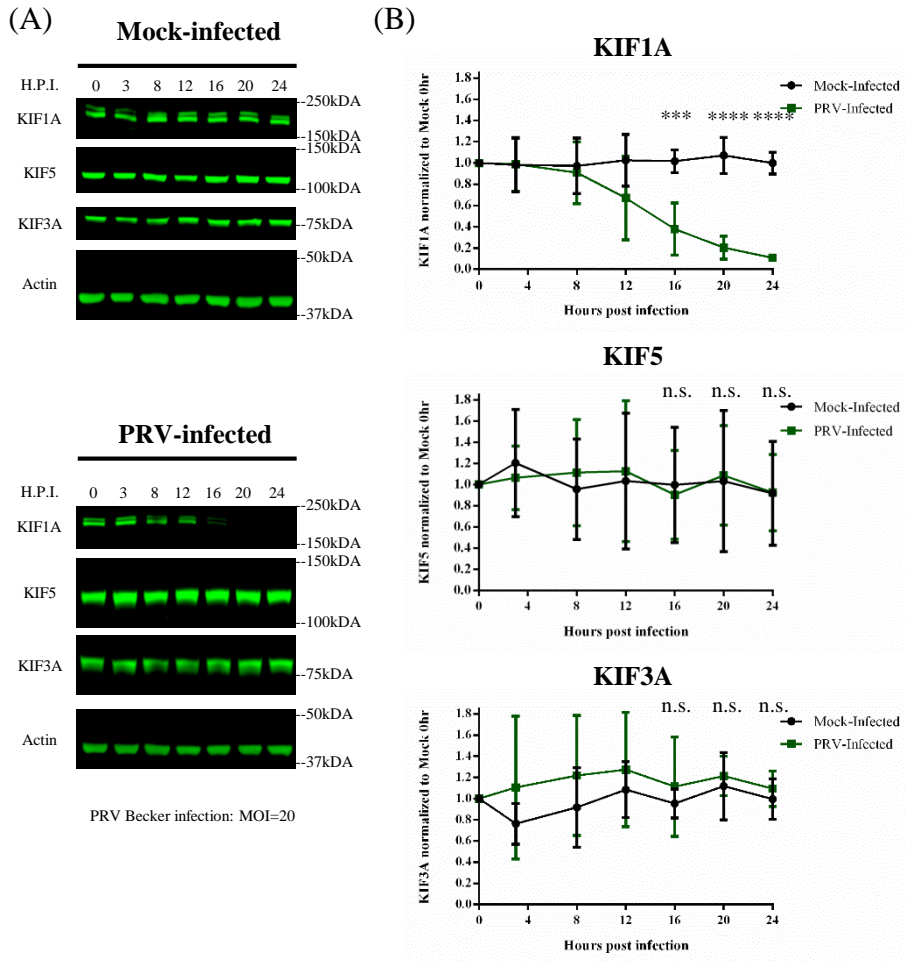 (A)
Mock-infected
H.P.I. 0 3 8 12 16 20 24
KIF1A
--250kDA
--150kDA
KIF5
--150kDA
--100kDA
KIF3A
--75kDA
Actin
--50kDA
--37kDA
PRV-infected
H.P.I. 0 3 8 12 16 20 24
KIF1A
--250kDA
--150kDA
KIF5
--150kDA
--100kDA
KIF3A
--75kDA
Actin
--50kDA
--37kDA
PRV Becker infection: MOI=20
(B)
KIF1A
Mock-Infected
PRV-Infected
*** **** ****
KIF1A normalized to Mock 0hr
1.8
1.6
1.4
1.2
1.0
0.8
0.6
0.4
0.2
0.0
0 4 8 12 16 20 24
Hours post infection
KIF5
n.s. n.s. n.s.
Mock-Infected
PRV-Infected
KIF5 normalized to Mock 0hr
1.8
1.6
1.4
1.2
1.0
0.8
0.6
0.4
0.2
0.0
0 4 8 12 16 20 24
Hours post infection
KIF3A
n.s. n.s. n.s.
Mock-Infected
PRV-Infected
KIF3A normalized to Mock 0hr
1.8
1.6
1.4
1.2
1.0
0.8
0.6
0.4
0.2
0.0
0 4 8 12 16 20 24
Hours post infection